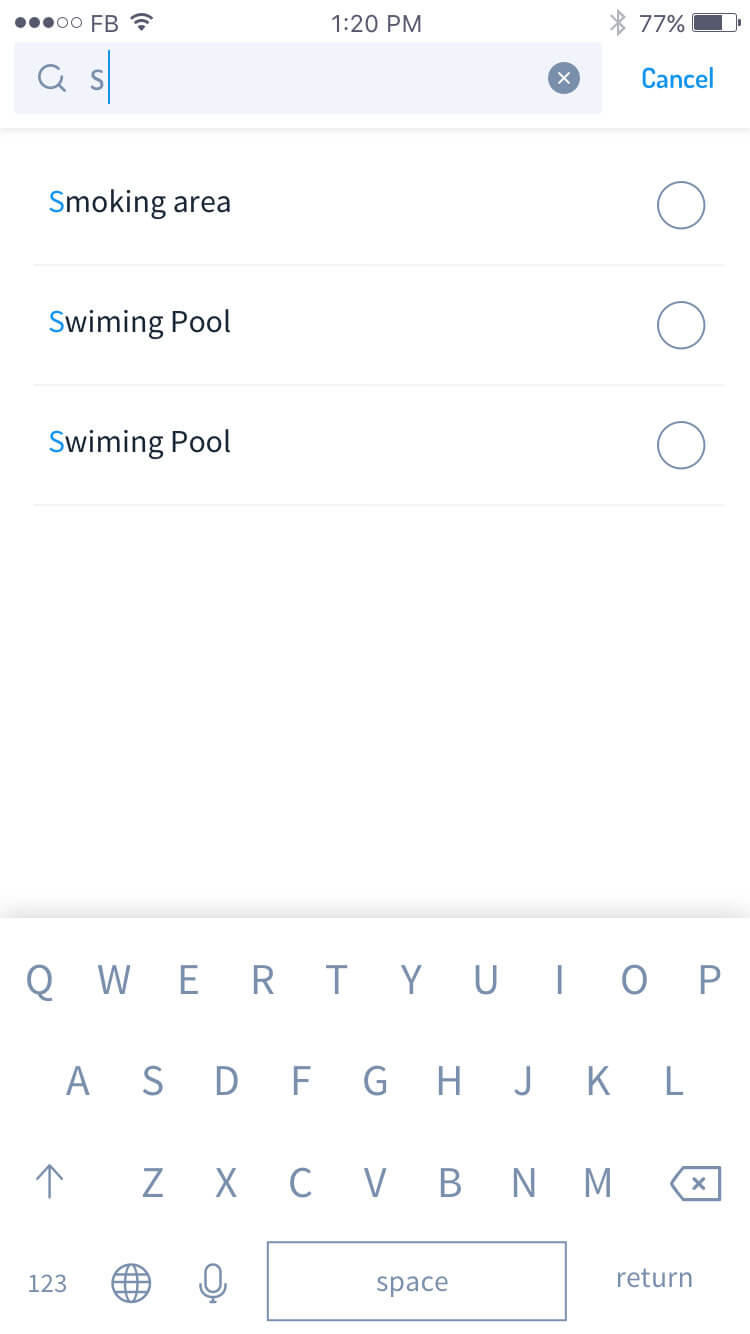 FB 1:20 PM 77%
S Cancel
Smoking area
Swiming Pool
Swiming Pool
Q W E R T Y U I O P
A S D F G H J K L
Z X C V B N M
123 space return